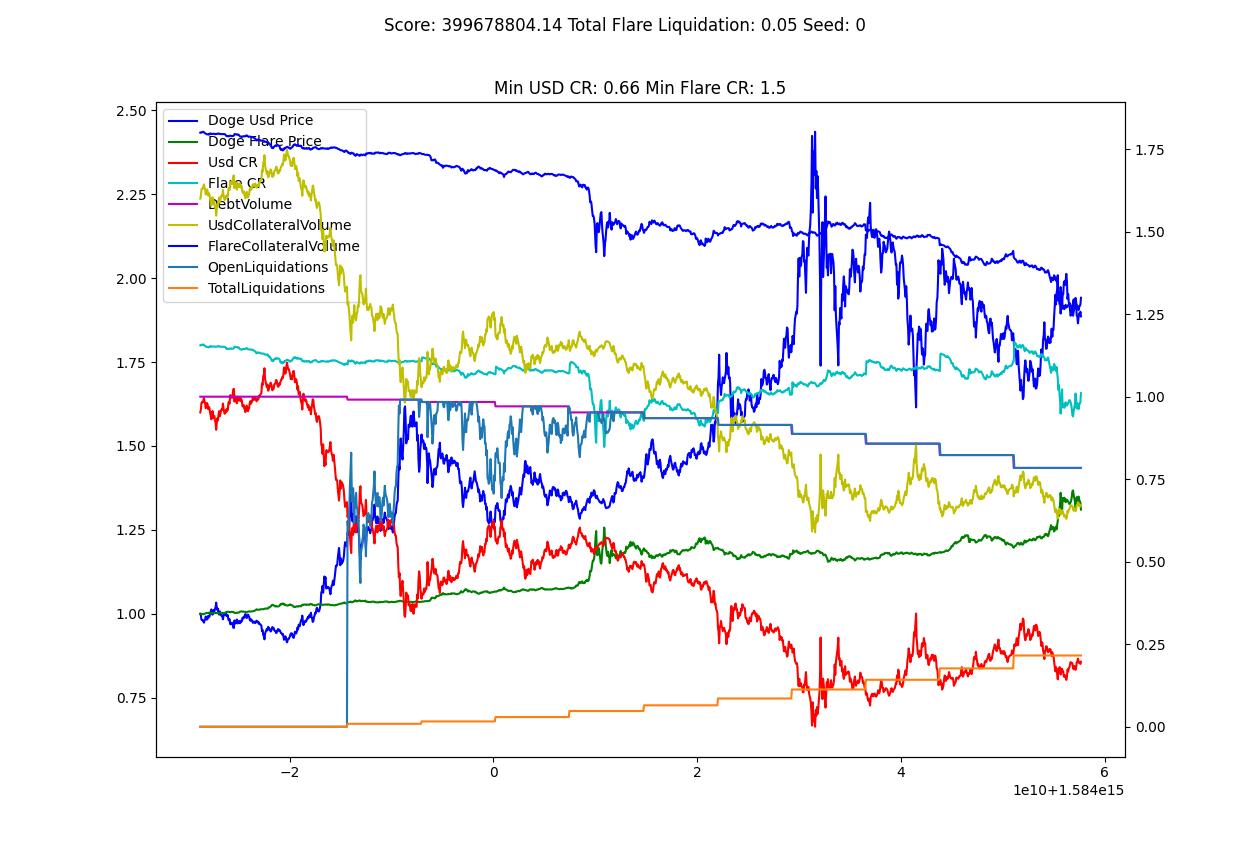 Score: 399678804.14 Total Flare Liquidation: 0.05 Seed: 0
Min USD CR: 0.66 Min Flare CR: 1.5
Doge Usd Price
Doge Flare Price
Usd CR
Flare CR
DebtVolume
UsdCollateralVolume
FlareCollateralVolume
OpenLiquidations
TotalLiquidations
2.50
2.25
2.00
1.75
1.50
1.25
1.00
0.75
1.75
1.50
1.25
1.00
0.75
0.50
0.25
0.00
−2 0 2 4 6
1e10+1.584e15